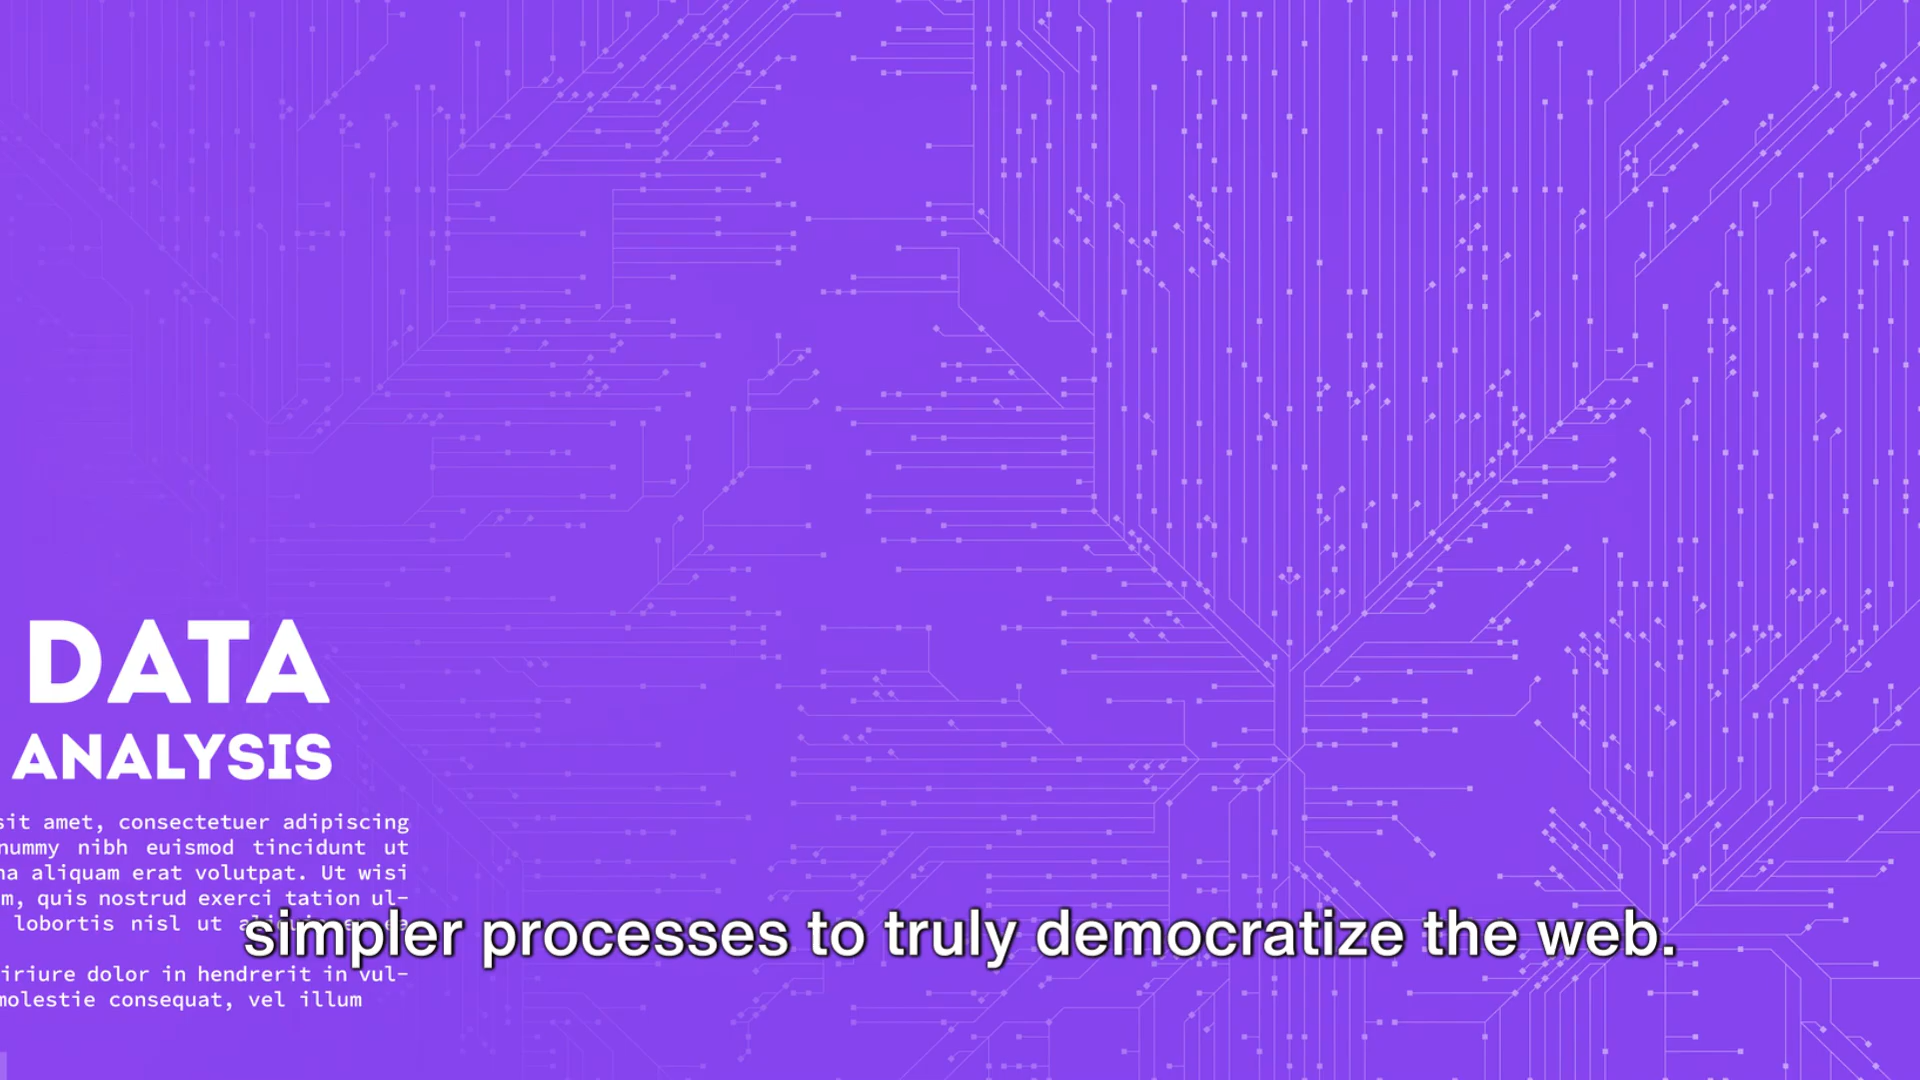 DATA
ANALYSIS
sit amet, consectetuer adipiscing
nummy nibh euismod tincidunt ut
aliquam erat volutpat. Ut wisi
quis nostrud exerci tation ul-
lobortis nisl ut
simpler processes to truly democratize the web.
iriure dolor in hendrerit in vul-
molestie consequat, vel illum